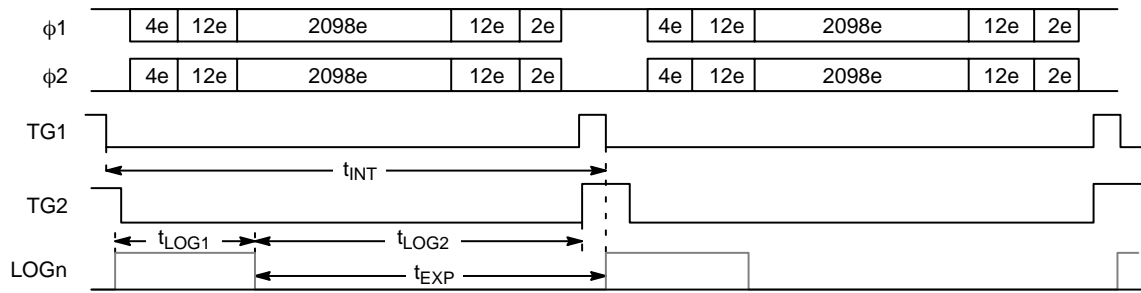 ϕ1 4e 12e 2098e 12e 2e 4e 12e 2098e 12e 2e
ϕ2 4e 12e 2098e 12e 2e 4e 12e 2098e 12e 2e
TG1
tINT
TG2
tLOG1 tLOG2
LOGn
tEXP